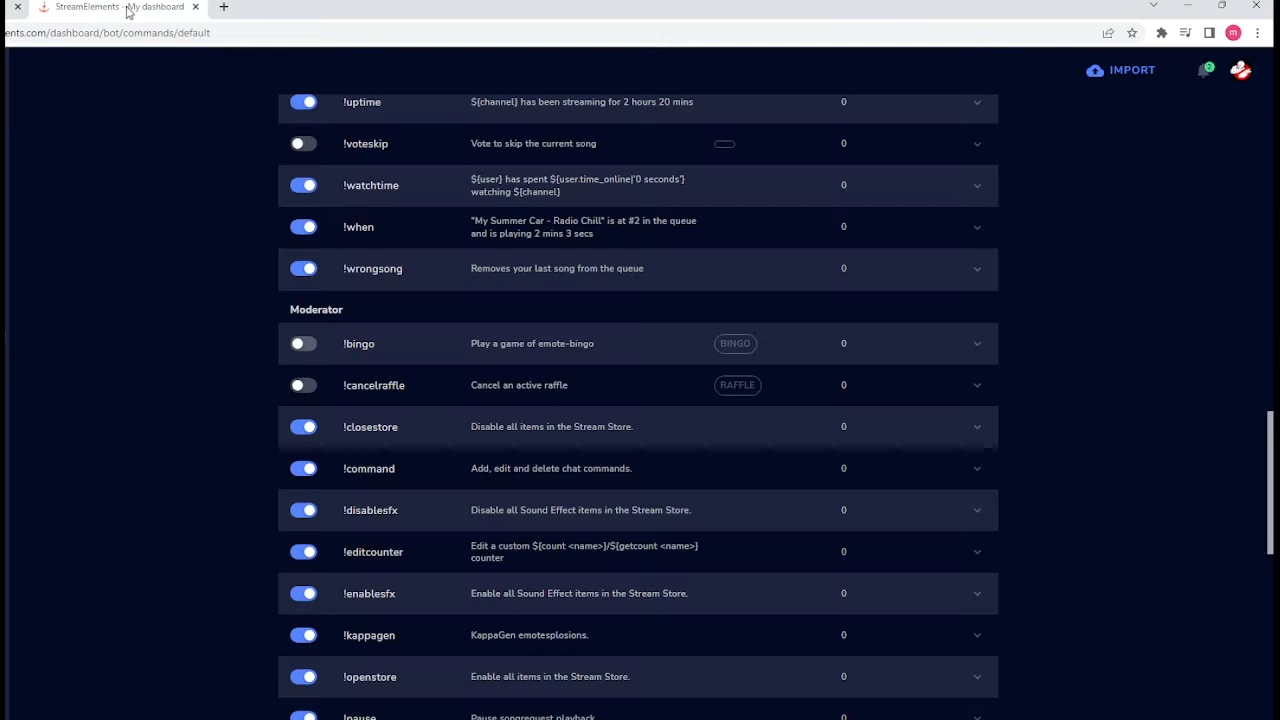 StreamElements - My dashboard
ents.com/dashboard/bot/commands/default
m
IMPORT
2
!uptime ${channel} has been streaming for 2 hours 20 mins 0
!voteskip Vote to skip the current song 0
!watchtime ${user} has spent ${user.time_online|'0 seconds'}
watching ${channel} 0
!when "My Summer Car - Radio Chill" is at #2 in the queue
and is playing 2 mins 3 secs 0
!wrongsong Removes your last song from the queue 0
Moderator
!bingo Play a game of emote-bingo BINGO 0
!cancelraffle Cancel an active raffle RAFFLE 0
!closestore Disable all items in the Stream Store. 0
!command Add, edit and delete chat commands. 0
!disablesfx Disable all Sound Effect items in the Stream Store. 0
!editcounter Edit a custom ${count <name>}/${getcount <name>}
counter 0
!enablesfx Enable all Sound Effect items in the Stream Store. 0
!kappagen KappaGen emotesplosions. 0
!openstore Enable all items in the Stream Store. 0
!pause Pause songrequest playback. 0